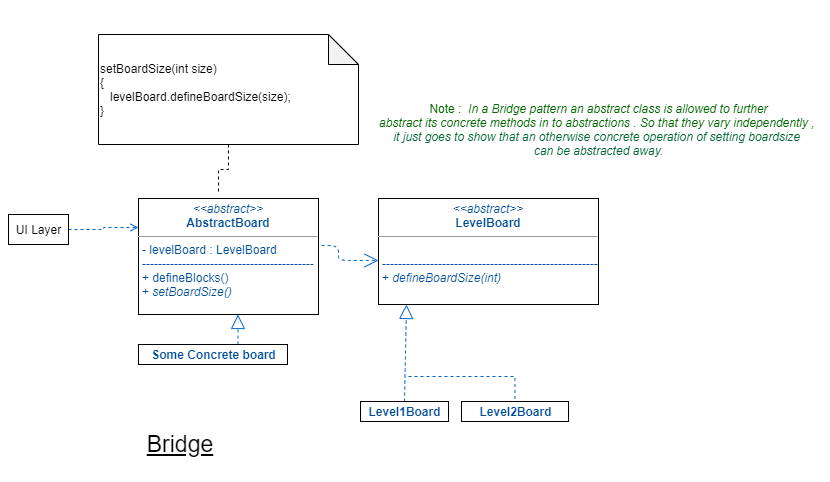 setBoardSize(int size)
{
levelBoard.defineBoardSize(size);
}
Note : In a Bridge pattern an abstract class is allowed to further
abstract its concrete methods in to abstractions . So that they vary independently ,
it just goes to show that an otherwise concrete operation of setting boardsize
can be abstracted away.
UI Layer
<<abstract>>
AbstractBoard
- levelBoard : LevelBoard
+ defineBlocks()
+ setBoardSize()
<<abstract>>
LevelBoard
+ defineBoardSize(int)
Some Concrete board
Level1Board
Level2Board
Bridge